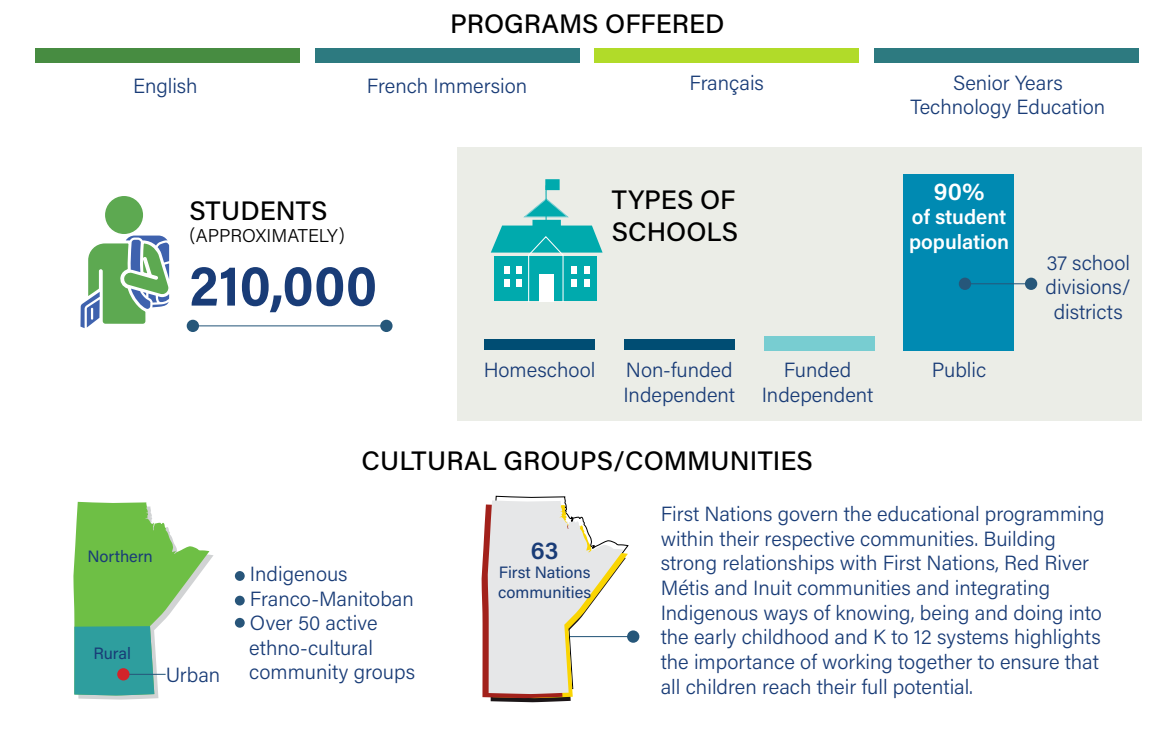 PROGRAMS OFFERED
English
French Immersion
Français
Senior Years
Technology Education
STUDENTS
(APPROXIMATELY)
210,000
TYPES OF
SCHOOLS
90%
of student
population
37 school
divisions/
districts
Homeschool
Non-funded
Independent
Funded
Independent
Public
CULTURAL GROUPS/COMMUNITIES
Northern
Rural
Urban
• Indigenous
• Franco-Manitoban
• Over 50 active
ethno-cultural
community groups
63
First Nations
communities
First Nations govern the educational programming
within their respective communities. Building
strong relationships with First Nations, Red River
Métis and Inuit communities and integrating
Indigenous ways of knowing, being and doing into
the early childhood and K to 12 systems highlights
the importance of working together to ensure that
all children reach their full potential.